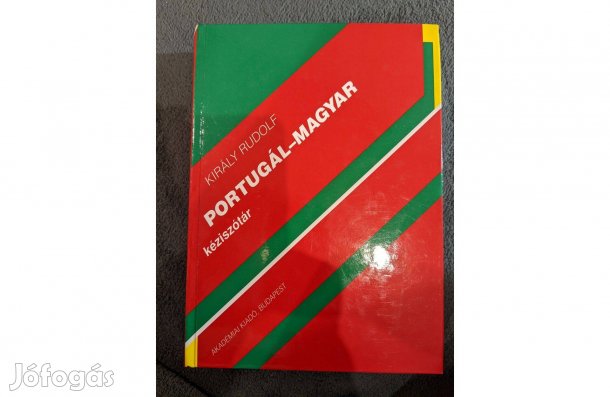 KIRÁLY RUDOLF
PORTUGÁL–MAGYAR
kéziszótár
AKADÉMIAI KIADÓ, BUDAPEST
Jófogás